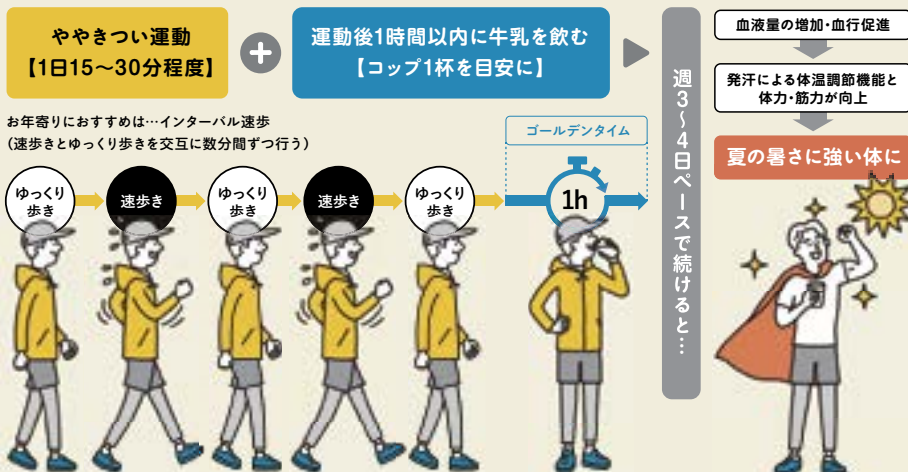 ややきつい運動
【1日15〜30分程度】
＋
運動後1時間以内に牛乳を飲む
【コップ1杯を目安に】
お年寄りにおすすめは…インターバル速歩
(速歩きとゆっくり歩きを交互に数分間ずつ行う)
ゆっくり
歩き
速歩き
ゆっくり
歩き
速歩き
ゆっくり
歩き
ゴールデンタイム
1h
週3〜4日ペースで続けると…
血液量の増加・血行促進
発汗による体温調節機能と
体力・筋力が向上
夏の暑さに強い体に